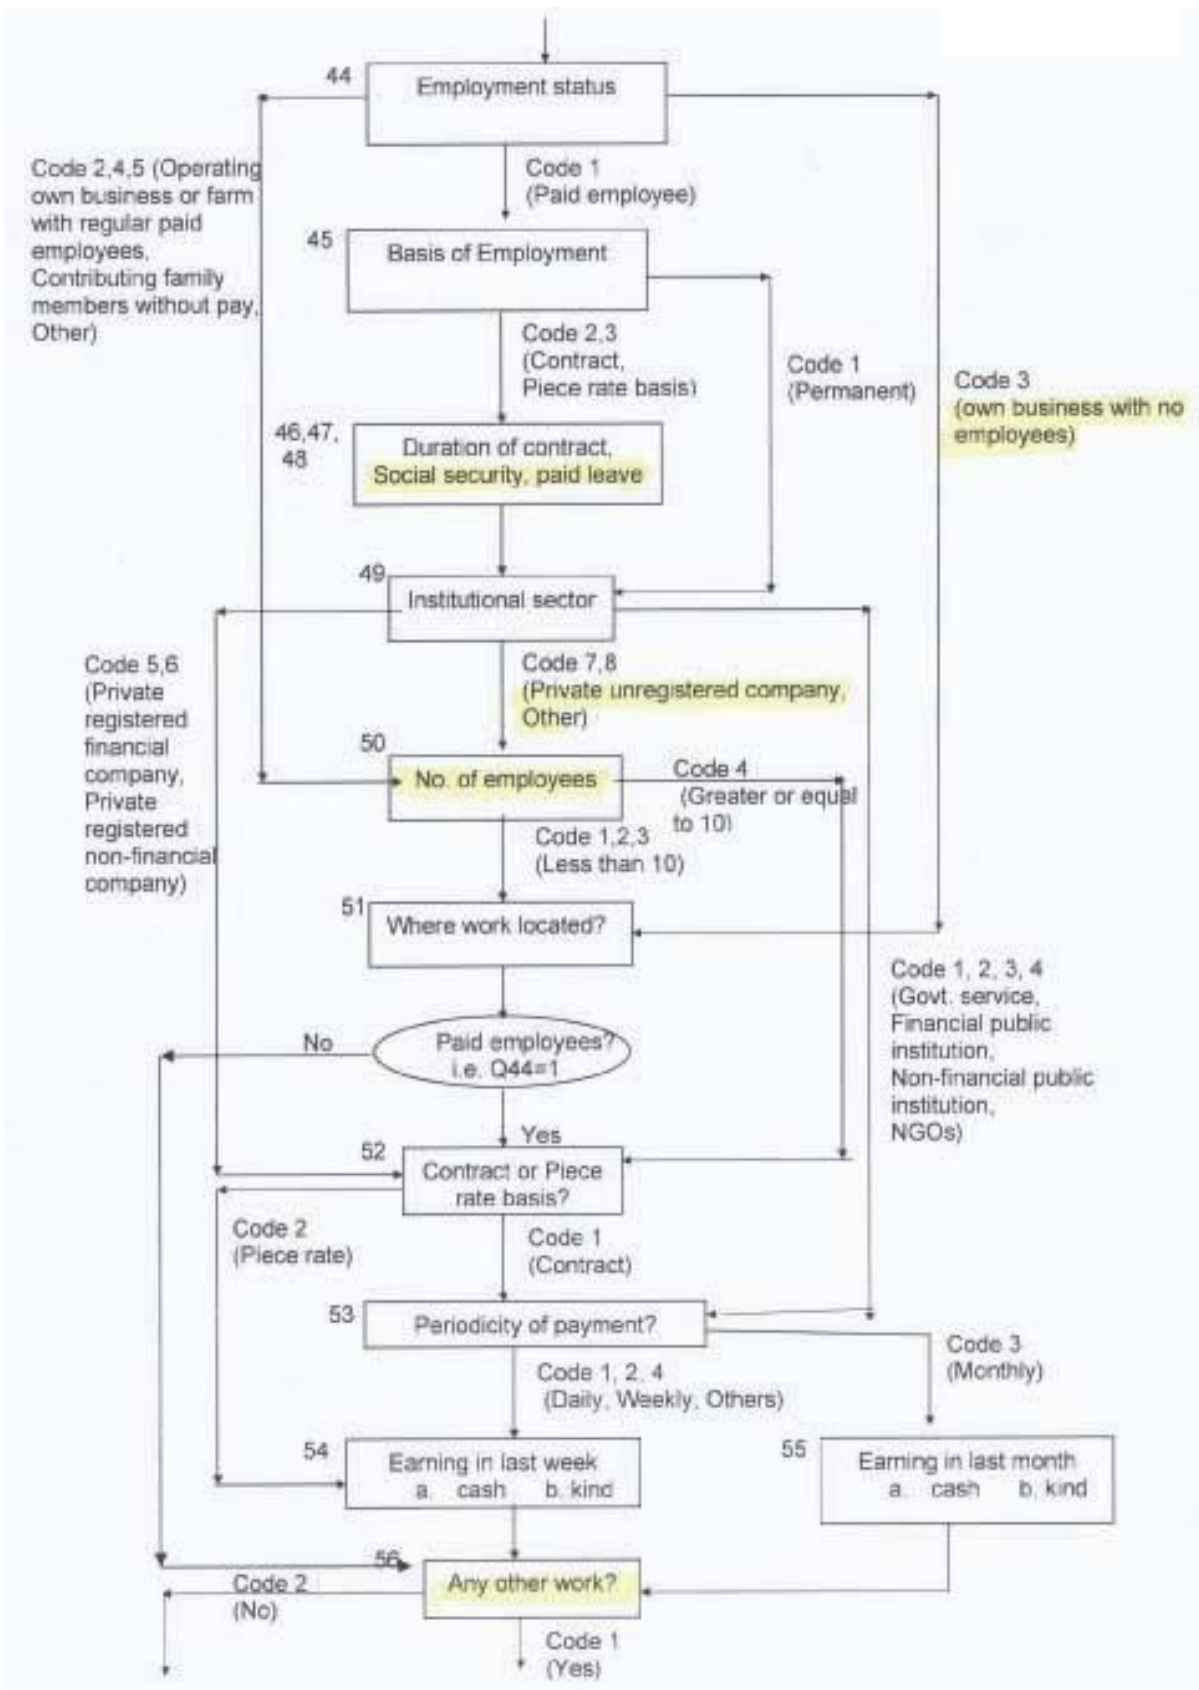 44
Employment status
Code 1
(Paid employee)
Code 2,4,5 (Operating
own business or farm
with regular paid
employees,
Contributing family
members without pay,
Other)
45
Basis of Employment
Code 2,3
(Contract,
Piece rate basis)
Code 1
(Permanent)
Code 3
(own business with no
employees)
46,47,
48
Duration of contract,
Social security, paid leave
49
Institutional sector
Code 5,6
(Private
registered
financial
company,
Private
registered
non-financial
company)
Code 7,8
(Private unregistered company,
Other)
50
No. of employees
Code 4
(Greater or equal
to 10)
Code 1,2,3
(Less than 10)
51
Where work located?
Code 1, 2, 3, 4
(Govt. service,
Financial public
institution,
Non-financial public
institution,
NGOs)
No
Paid employees?
i.e. Q44=1
Yes
52
Contract or Piece
rate basis?
Code 2
(Piece rate)
Code 1
(Contract)
53
Periodicity of payment?
Code 3
(Monthly)
Code 1, 2, 4
(Daily, Weekly, Others)
54
Earning in last week
a. cash b. kind
55
Earning in last month
a. cash b. kind
56
Any other work?
Code 2
(No)
Code 1
(Yes)